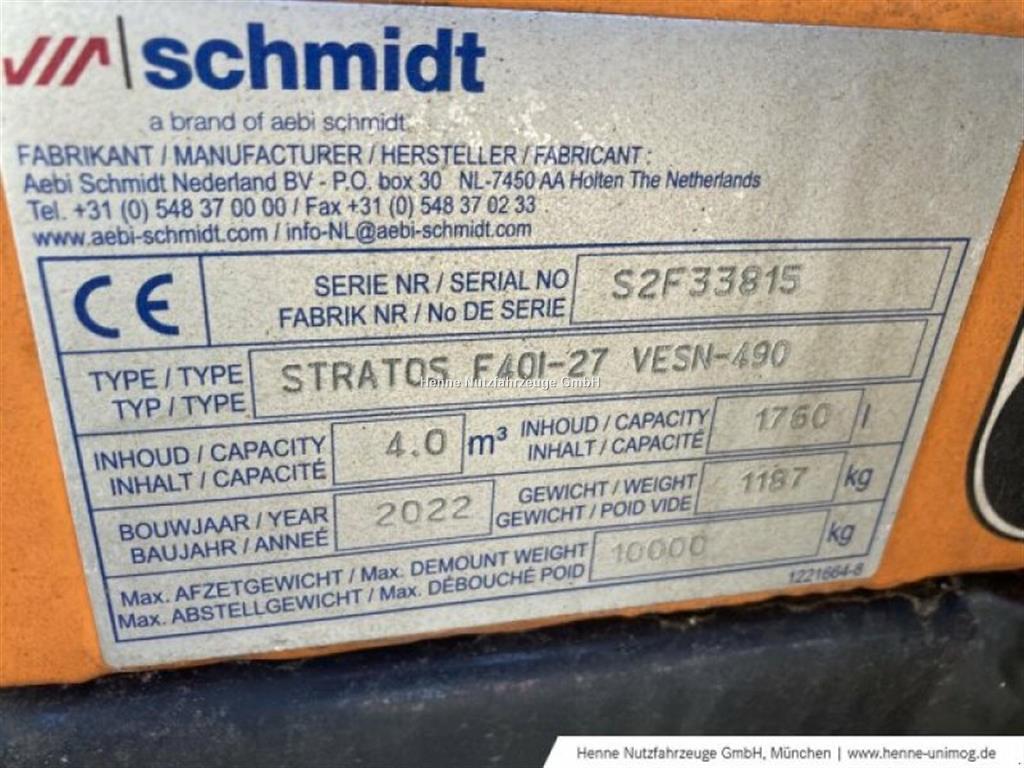 schmidt
a brand of aebi schmidt
FABRIKANT / MANUFACTURER / HERSTELLER / FABRICANT :
Aebi Schmidt Nederland BV - P.O. box 30 NL-7450 AA Holten The Netherlands
Tel. +31 (0) 548 37 00 00 / Fax +31 (0) 548 37 02 33
www.aebi-schmidt.com / info-NL@aebi-schmidt.com
CE
SERIE NR / SERIAL NO
FABRIK NR / No DE SERIE
S2F33815
TYPE / TYPE
TYP / TYPE
STRATOS F40I-27 VESN-490
Henne Nutzfahrzeuge GmbH
INHOUD / CAPACITY
INHALT / CAPACITÉ
4.0 m³
INHOUD / CAPACITY
INHALT / CAPACITÉ
1760 l
BOUWJAAR / YEAR
BAUJAHR / ANNEÉ
2022
GEWICHT / WEIGHT
GEWICHT / POID VIDE
1187 kg
Max. AFZETGEWICHT / Max. DEMOUNT WEIGHT
Max. ABSTELLGEWICHT / Max. DÉBOUCHÉ POID
10000 kg
1221664-8
Henne Nutzfahrzeuge GmbH, München | www.henne-unimog.de